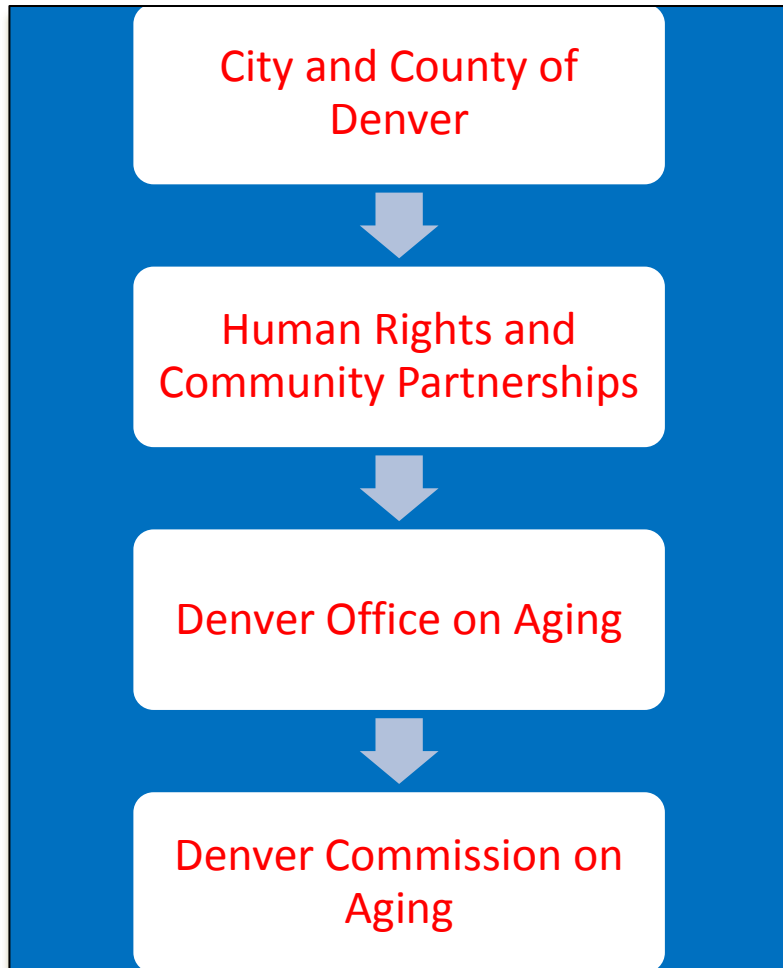 City and County of
Denver
Human Rights and
Community Partnerships
Denver Office on Aging
Denver Commission on
Aging